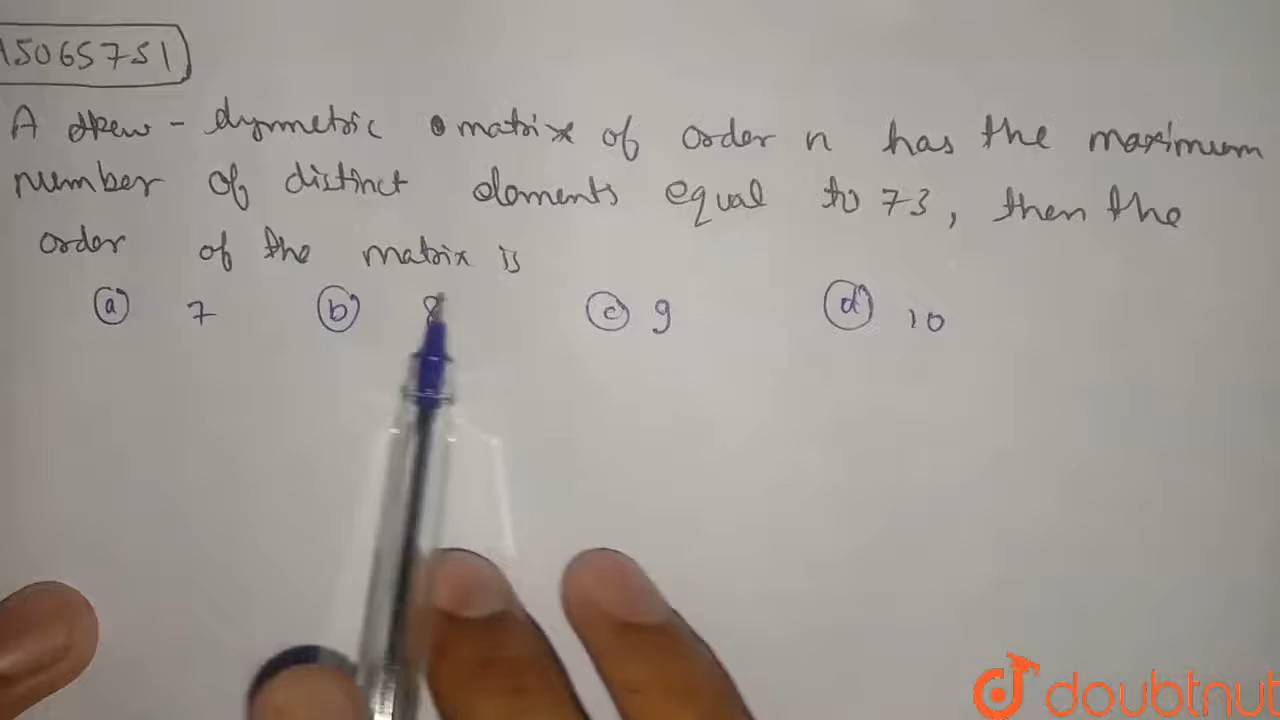 15065751
A skew-symmetric matrix of order n has the maximum
number of distinct elements equal to 73, then the
order of the matrix is
(a) 7 (b) 8 (c) 9 (d) 10
doubtnut